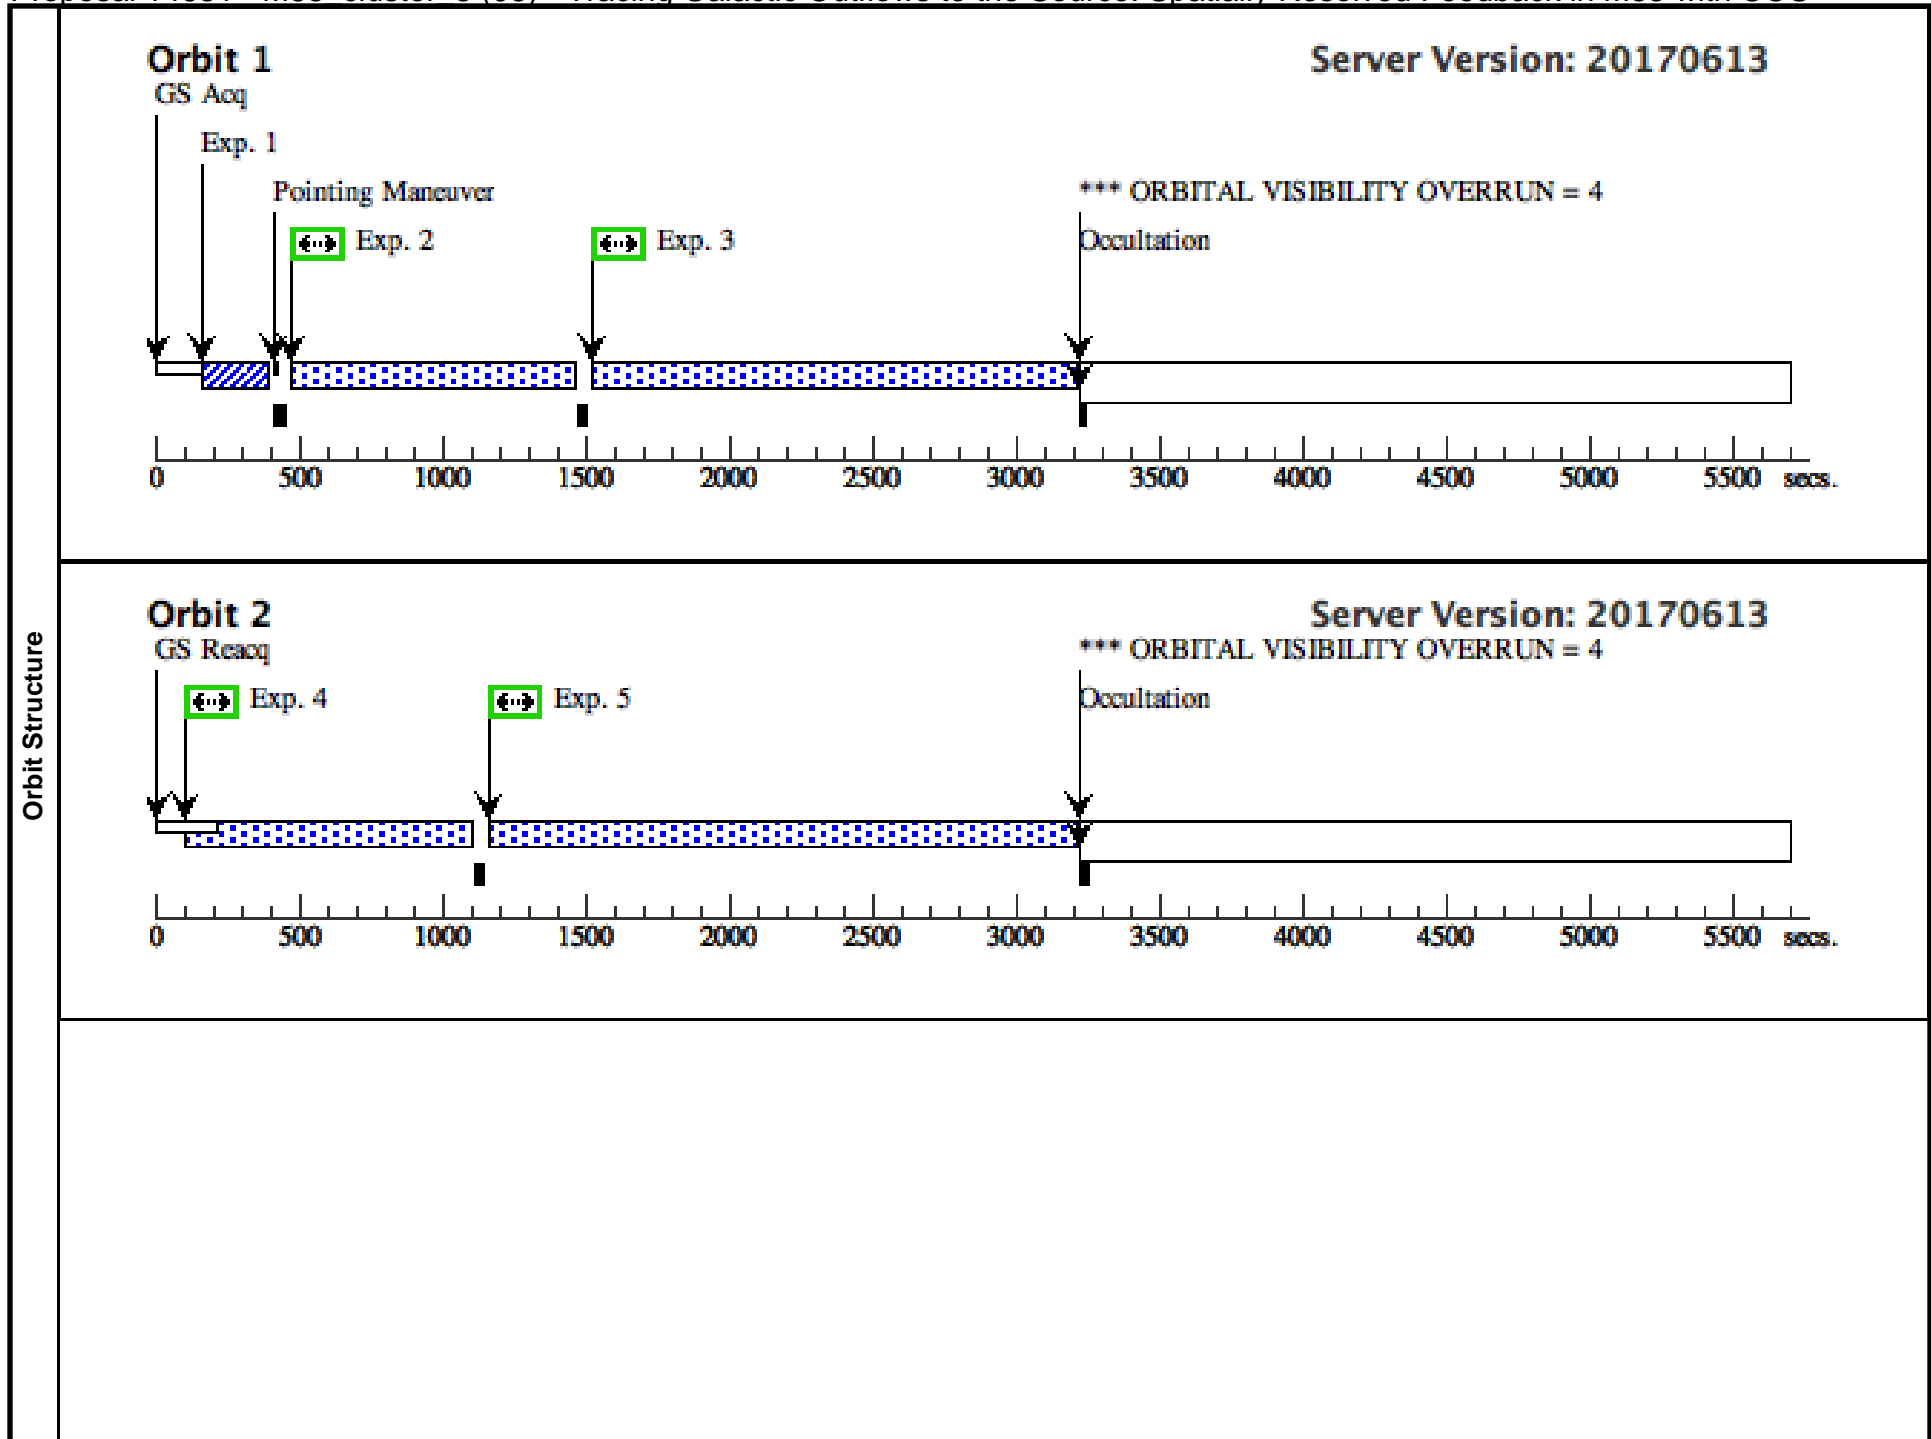 Orbit 1
Server Version: 20170613
GS Acq
Exp. 1
Pointing Maneuver
*** ORBITAL VISIBILITY OVERRUN = 4
Exp. 2
Exp. 3
Occultation
0 500 1000 1500 2000 2500 3000 3500 4000 4500 5000 5500 secs.
Orbit Structure
Orbit 2
Server Version: 20170613
GS Reacq
*** ORBITAL VISIBILITY OVERRUN = 4
Exp. 4
Exp. 5
Occultation
0 500 1000 1500 2000 2500 3000 3500 4000 4500 5000 5500 secs.